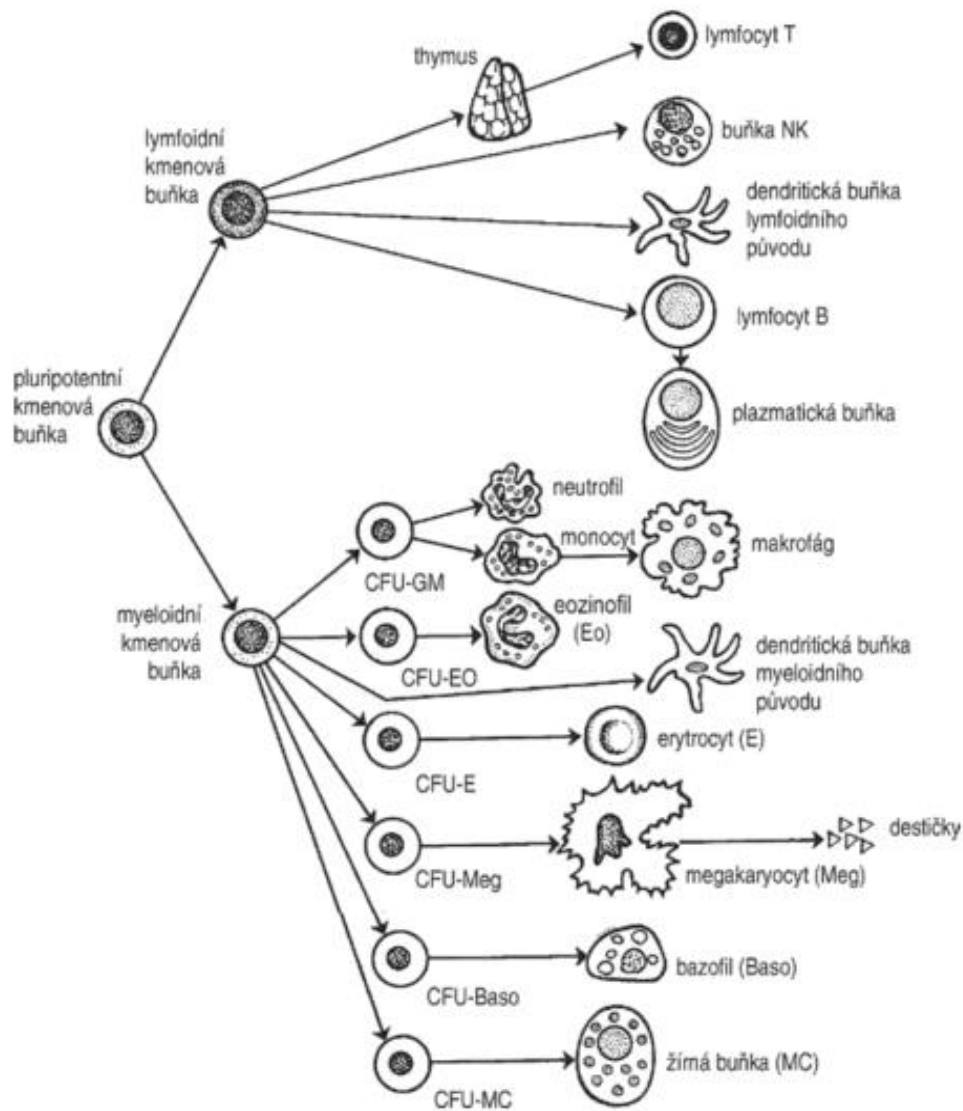 thymus
lymfocyt T
lymfoidní
kmenová
buňka
buňka NK
dendritická buňka
lymfoidního
původu
lymfocyt B
pluripotentní
kmenová
buňka
plazmatická buňka
neutrofil
monocyt
makrofág
CFU-GM
myeloidní
kmenová
buňka
eozinofil
(Eo)
CFU-EO
dendritická buňka
myeloidního
původu
erytrocyt (E)
CFU-E
destičky
CFU-Meg
megakaryocyt (Meg)
bazofil (Baso)
CFU-Baso
žírná buňka (MC)
CFU-MC